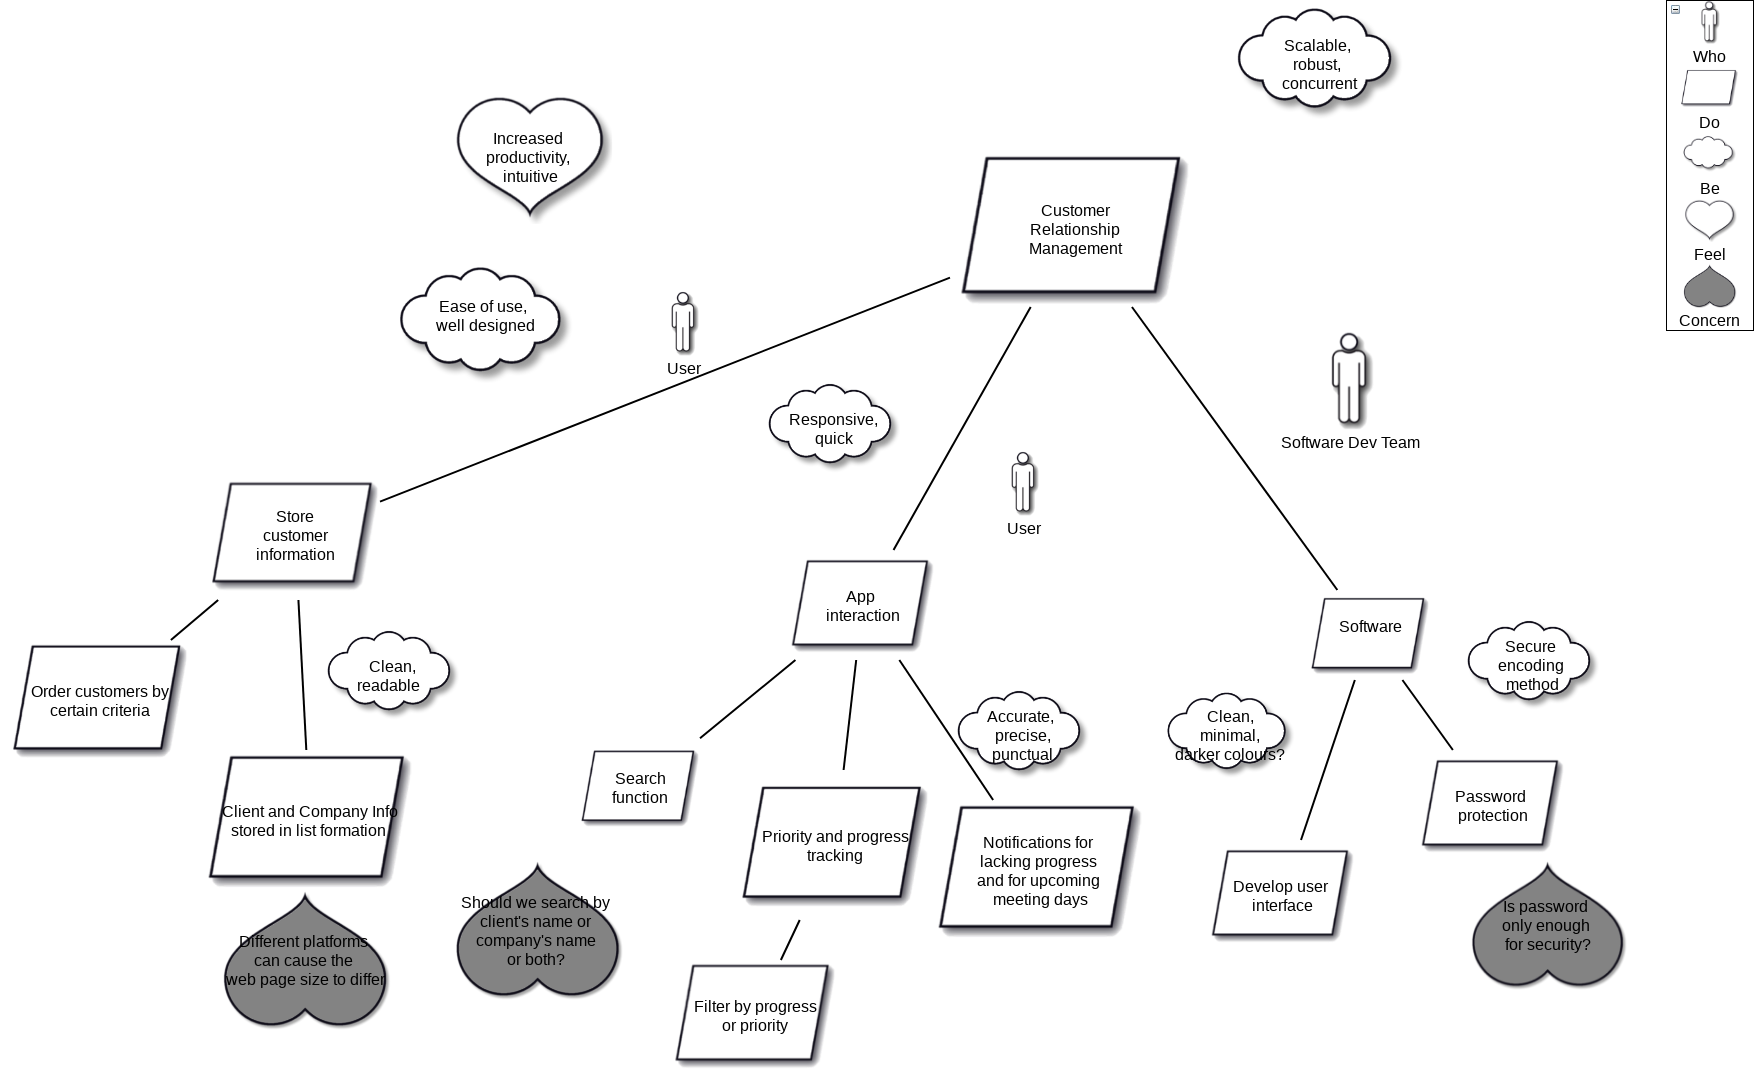 Scalable,
robust,
concurrent
Who
Do
Be
Feel
Concern
Increased
productivity,
intuitive
Customer
Relationship
Management
Ease of use,
well designed
User
Responsive,
quick
User
Software Dev Team
Store
customer
information
App
interaction
Software
Order customers by
certain criteria
Clean,
readable
Secure
encoding
method
Accurate,
precise,
punctual
Clean,
minimal,
darker colours?
Client and Company Info
stored in list formation
Search
function
Priority and progress
tracking
Notifications for
lacking progress
and for upcoming
meeting days
Password
protection
Develop user
interface
Different platforms
can cause the
web page size to differ
Should we search by
client's name or
company's name
or both?
Is password
only enough
for security?
Filter by progress
or priority